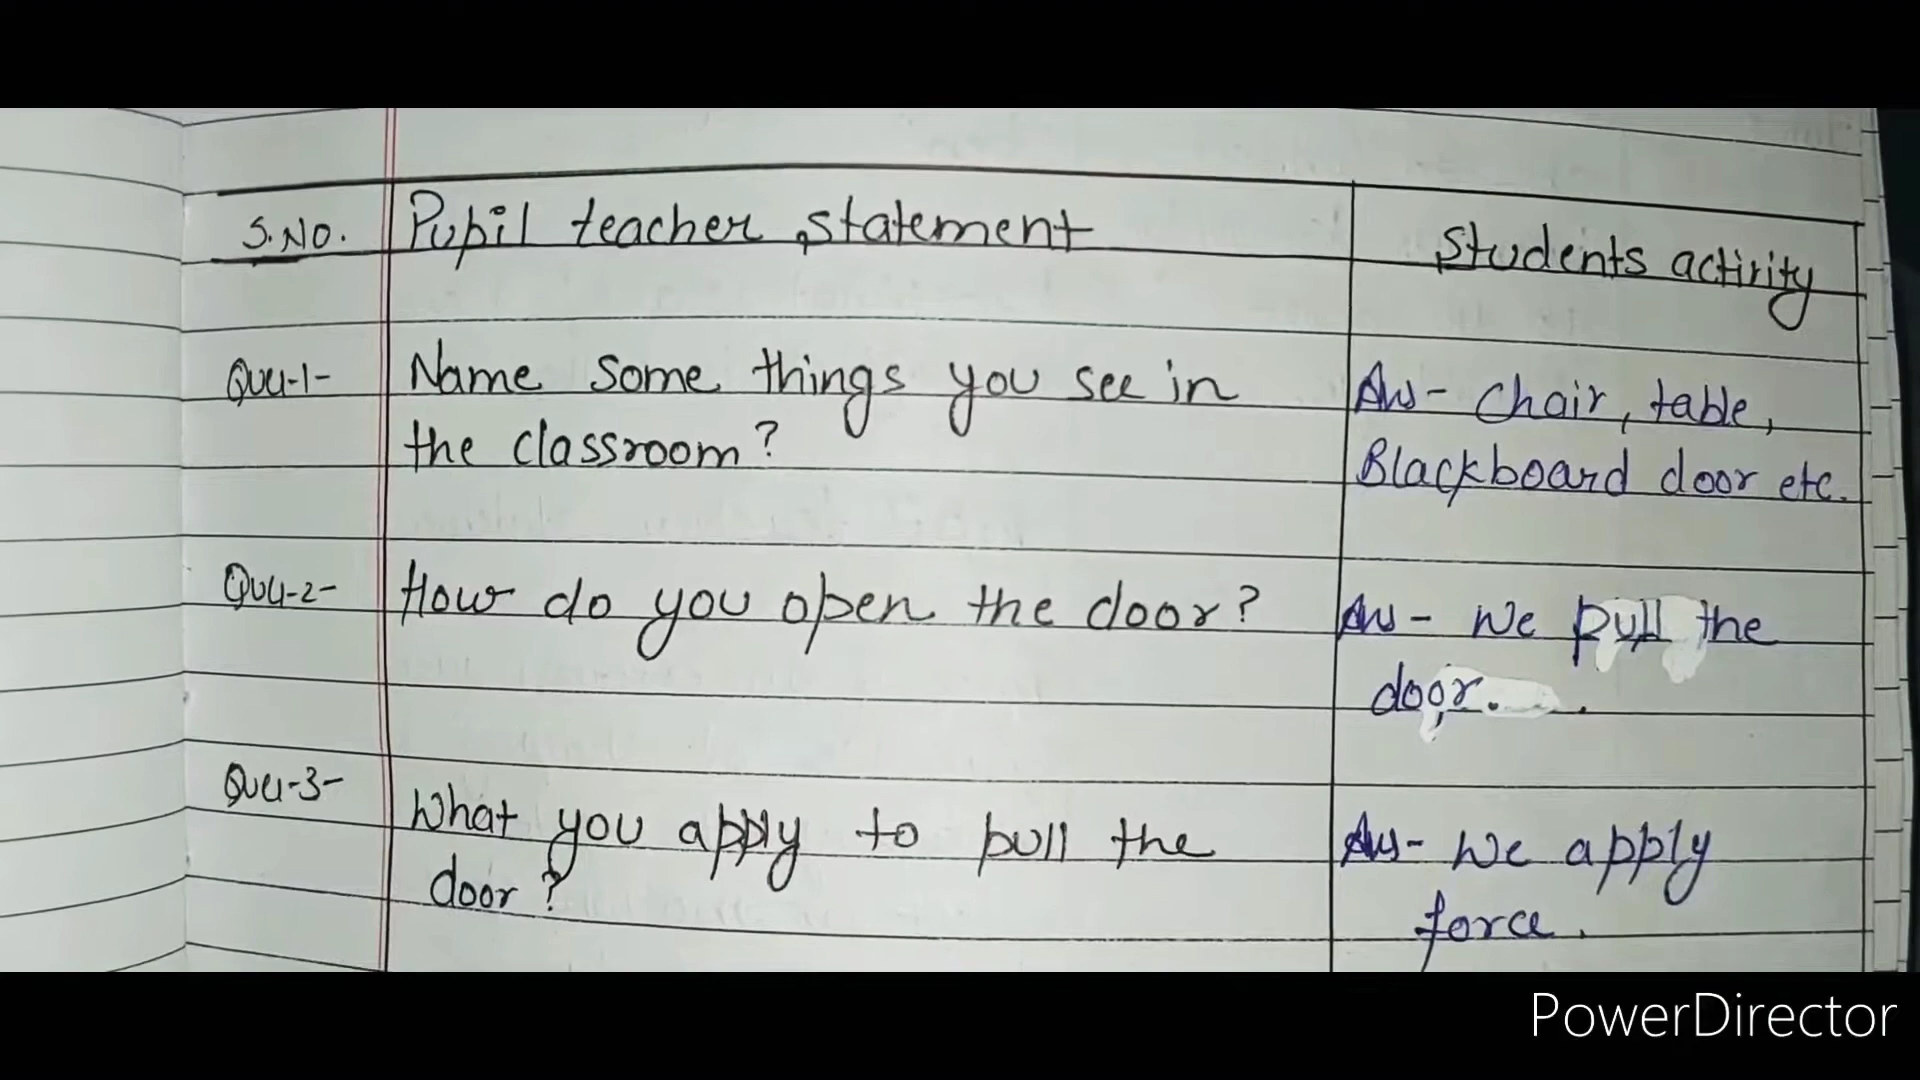 S.No. Pupil teacher statement Students activity
Que-1- Name some things you see in Ans- Chair, table,
the classroom? Blackboard door etc.
Que-2- How do you open the door? Ans- We pull the
door.
Que-3- What you apply to pull the Ans- We apply
door? force.
PowerDirector